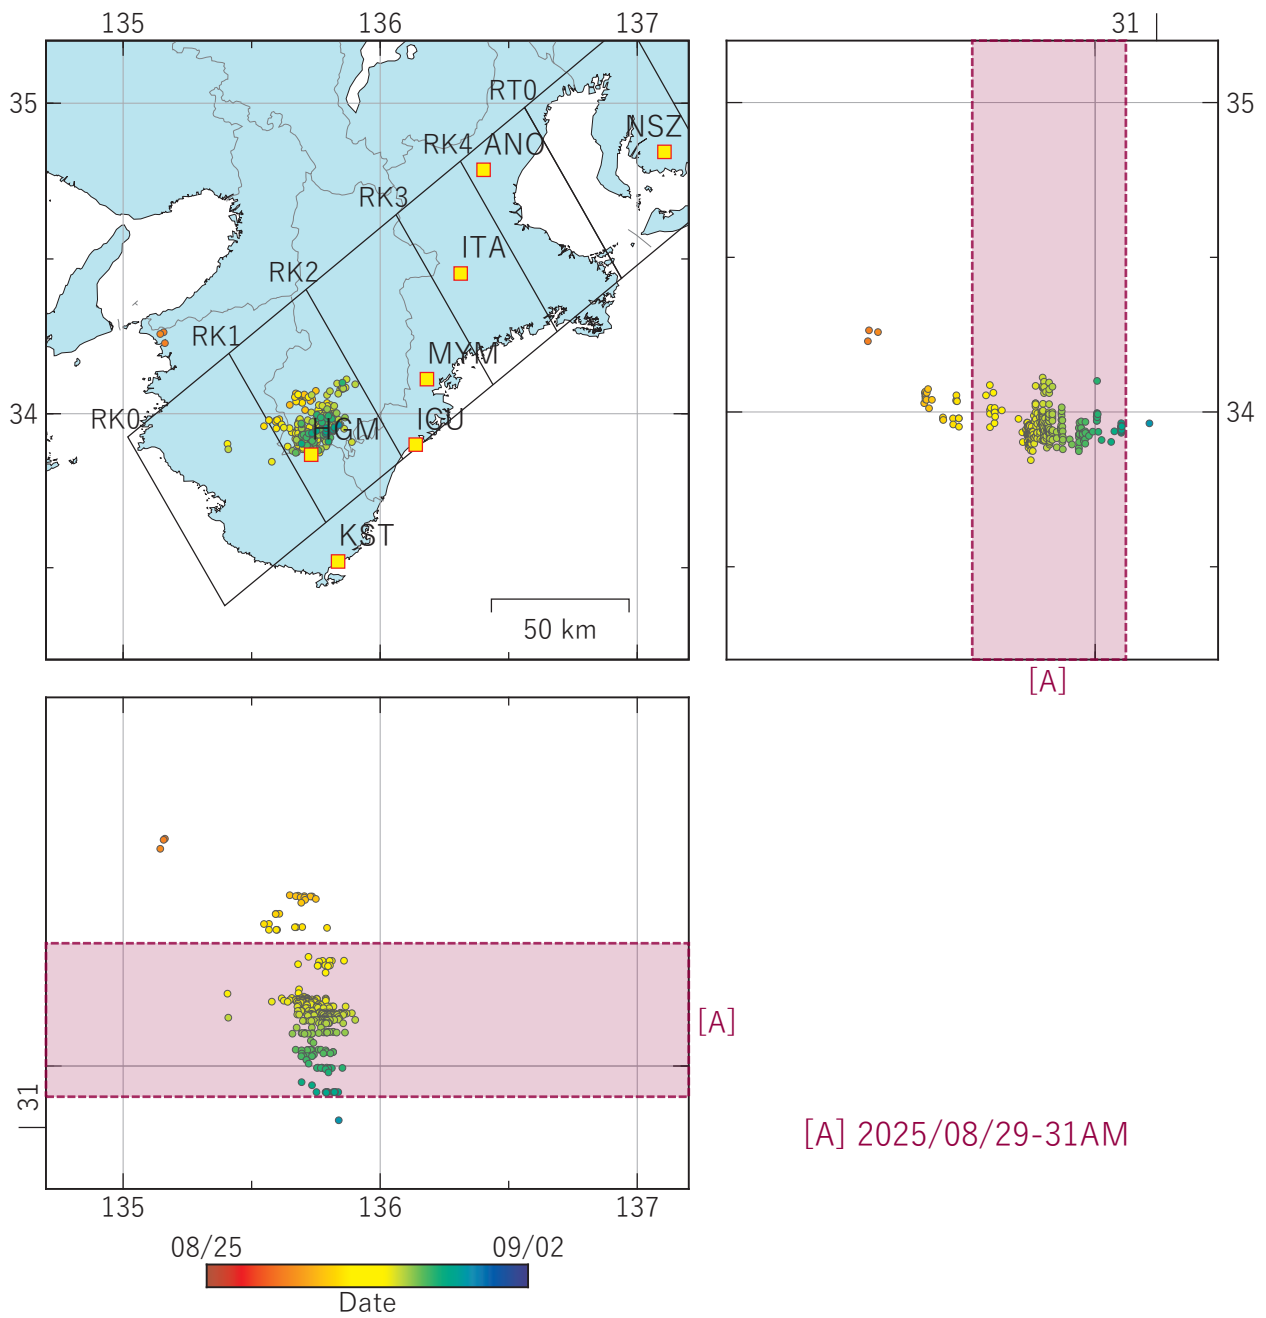 135 136 137
31
35
35
RT0
NSZ
RK4 ANO
RK3
ITA
RK2
RK1
MYM
34
34
RK0
ICU
HGM
KST
50 km
[A]
[A]
31
[A] 2025/08/29-31AM
135 136 137
08/25 09/02
Date